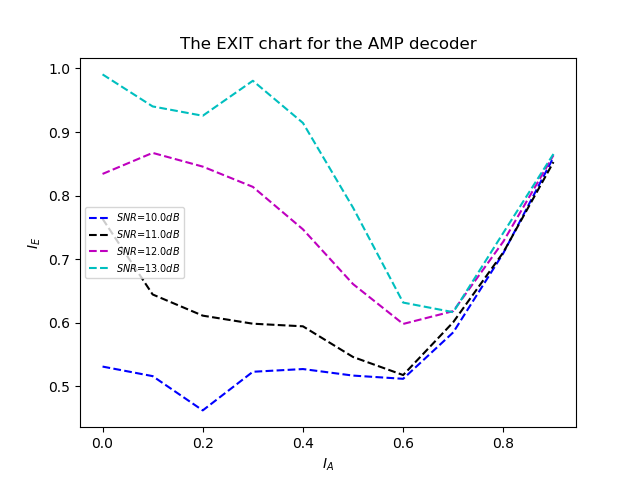 The EXIT chart for the AMP decoder
1.0
0.9
0.8
0.7
0.6
0.5
I_E
SNR=10.0dB
SNR=11.0dB
SNR=12.0dB
SNR=13.0dB
0.0 0.2 0.4 0.6 0.8
I_A